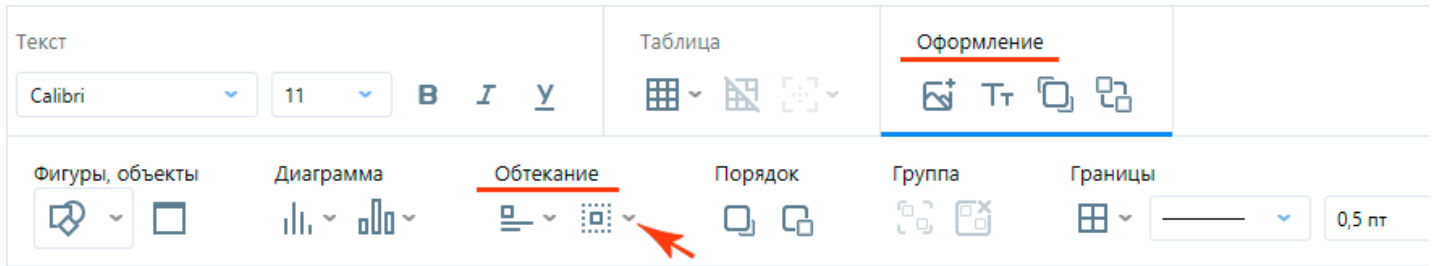 Текст Таблица Оформление
Calibri 11 B I У
Фигуры, объекты Диаграмма Обтекание Порядок Группа Границы
0,5 пт